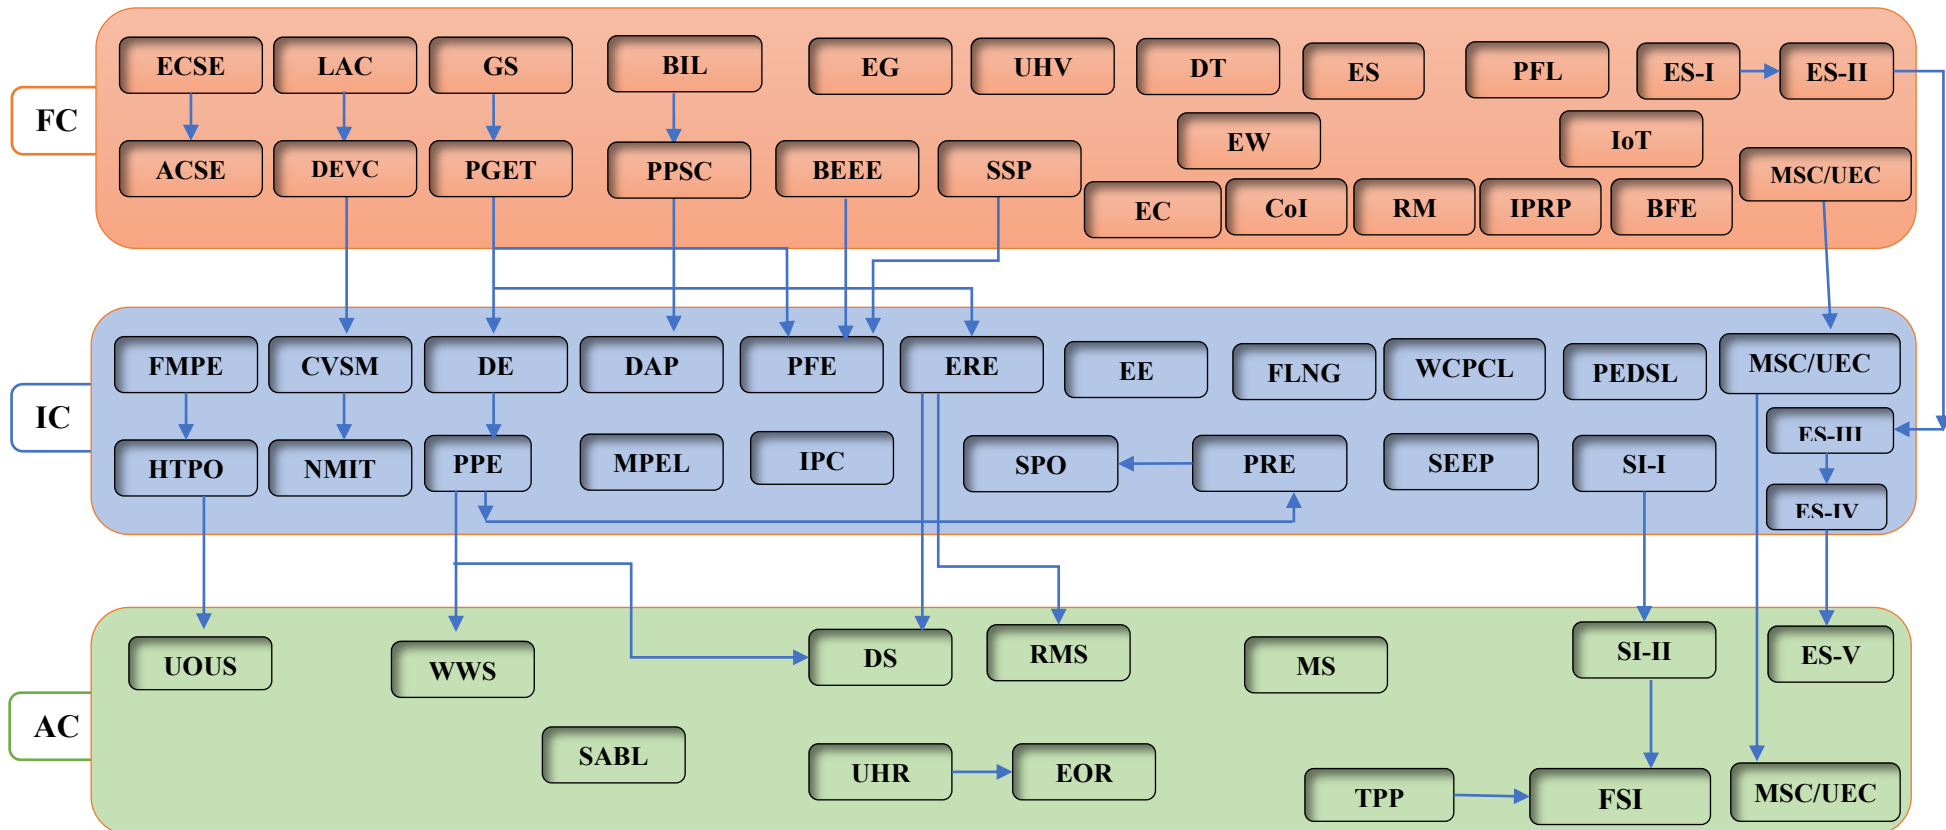 ECSE
LAC
GS
BIL
EG
UHV
DT
ES
PFL
ES-I
ES-II
FC
EW
IoT
ACSE
DEVC
PGET
PPSC
BEEE
SSP
MSC/UEC
EC
CoI
RM
IPRP
BFE
FMPE
CVSM
DE
DAP
PFE
ERE
EE
FLNG
WCPCL
PEDSL
MSC/UEC
IC
ES-III
HTPO
NMIT
PPE
MPEL
IPC
SPO
PRE
SEEP
SI-I
ES-IV
UOUS
WWS
DS
RMS
MS
SI-II
ES-V
AC
SABL
UHR
EOR
TPP
FSI
MSC/UEC